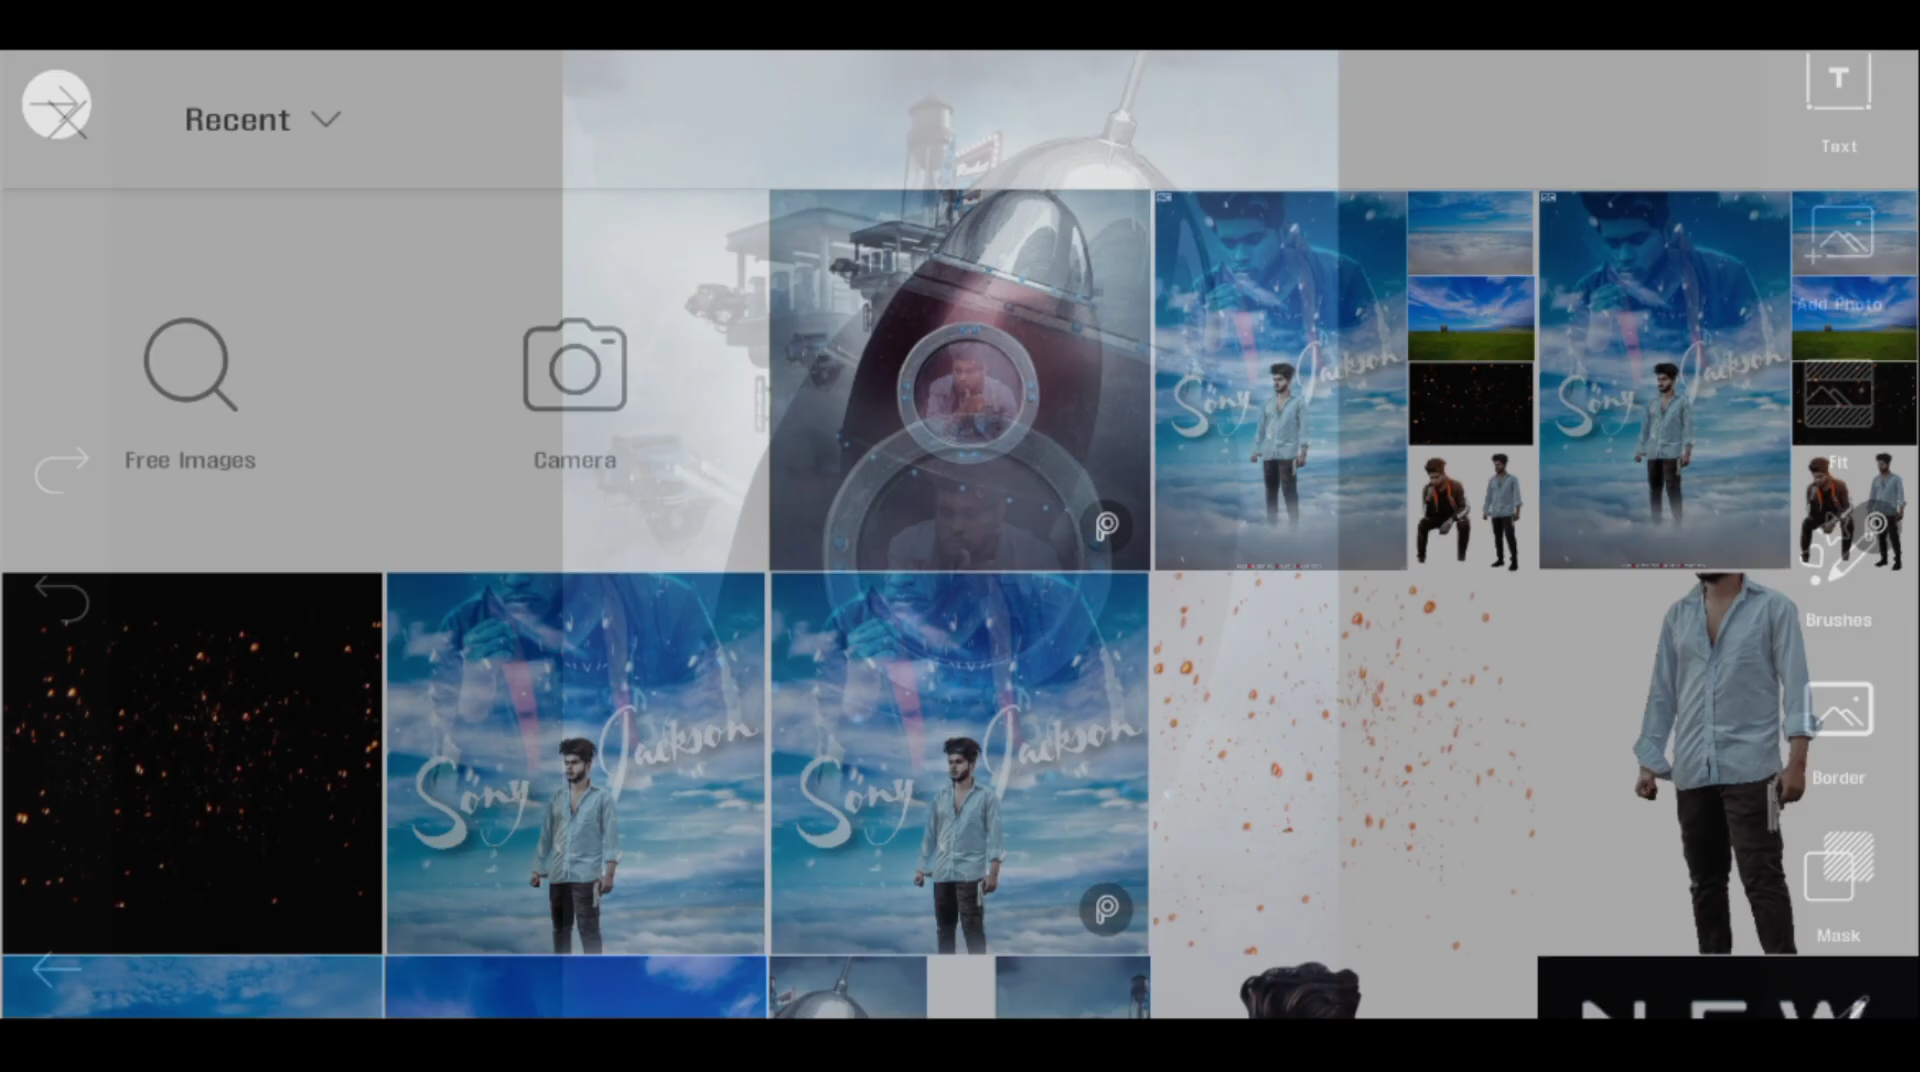 Recent
Text
Add Photo
Free Images
Camera
Fit
Sony Jackson
Sony Jackson
Brushes
Sony Jackson
Sony Jackson
Border
Mask
NEW